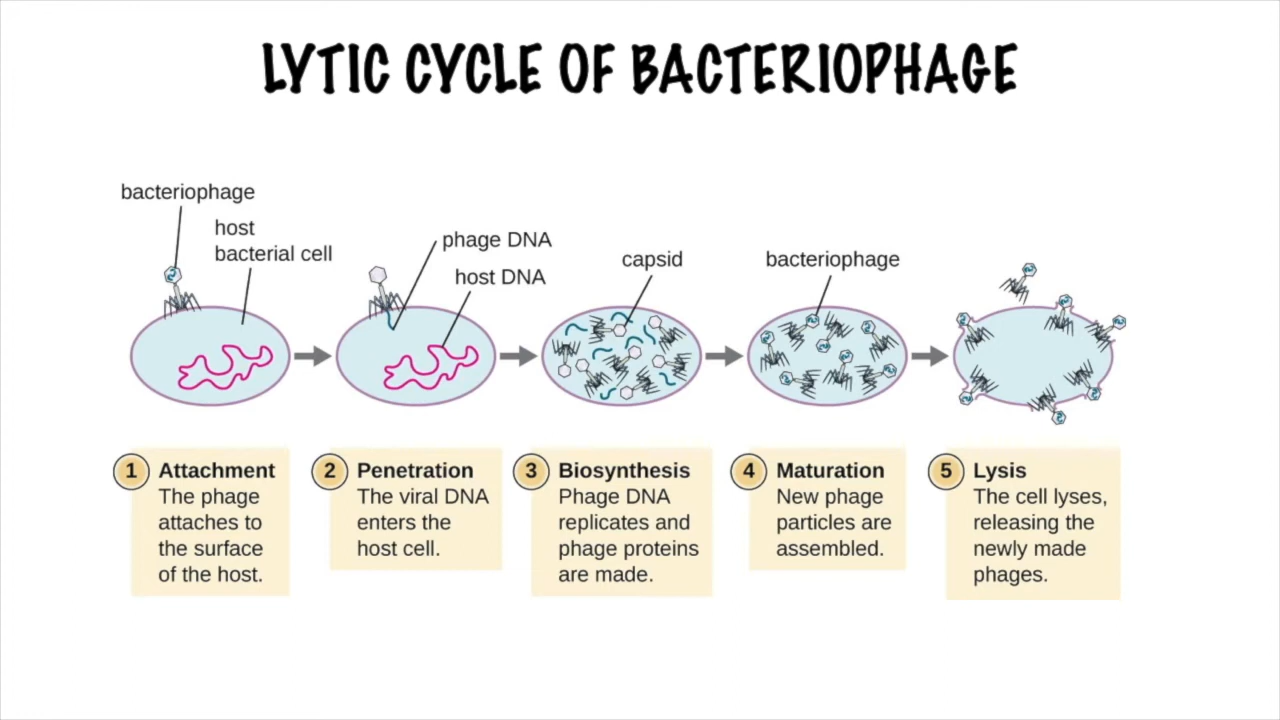 LYTIC CYCLE OF BACTERIOPHAGE
bacteriophage
host
bacterial cell
phage DNA
host DNA
capsid
bacteriophage
1 Attachment
The phage
attaches to
the surface
of the host.
2 Penetration
The viral DNA
enters the
host cell.
3 Biosynthesis
Phage DNA
replicates and
phage proteins
are made.
4 Maturation
New phage
particles are
assembled.
5 Lysis
The cell lyses,
releasing the
newly made
phages.